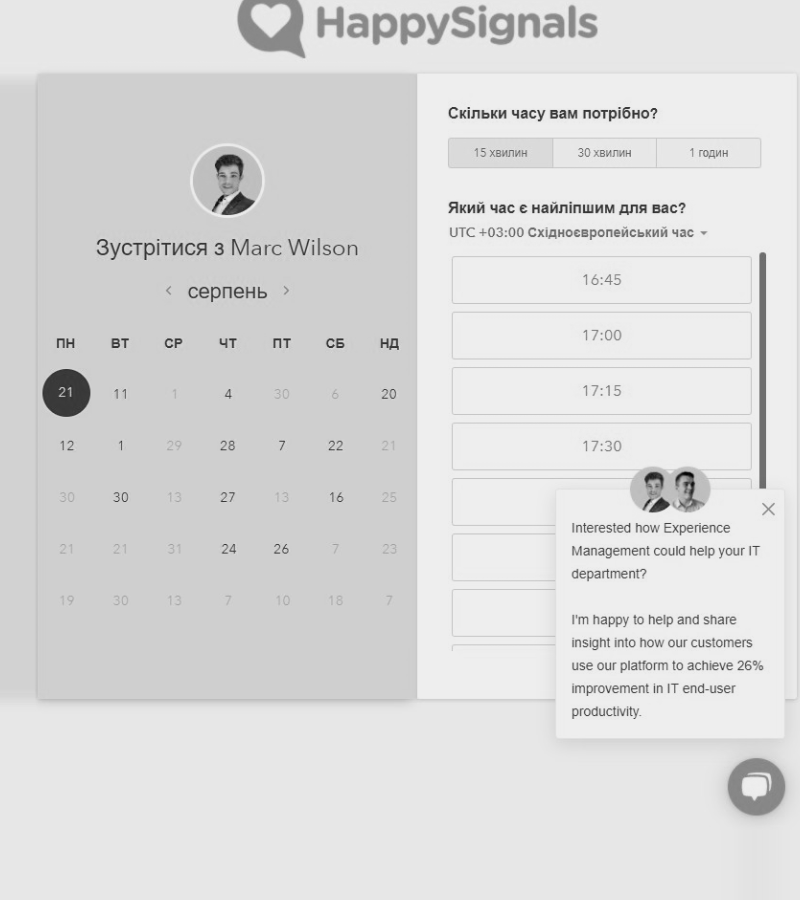 HappySignals
Зустрітися з Marc Wilson
серпень
ПН ВТ СР ЧТ ПТ СБ НД
21 11 1 4 30 6 20
12 1 29 28 7 22 21
30 30 13 27 13 16 25
21 21 31 24 26 7 23
19 30 13 7 10 18 7
Скільки часу вам потрібно?
15 хвилин 30 хвилин 1 годин
Який час є найліпшим для вас?
UTC +03:00 Східноєвропейський час
16:45
17:00
17:15
17:30
Interested how Experience
Management could help your IT
department?
I'm happy to help and share
insight into how our customers
use our platform to achieve 26%
improvement in IT end-user
productivity.